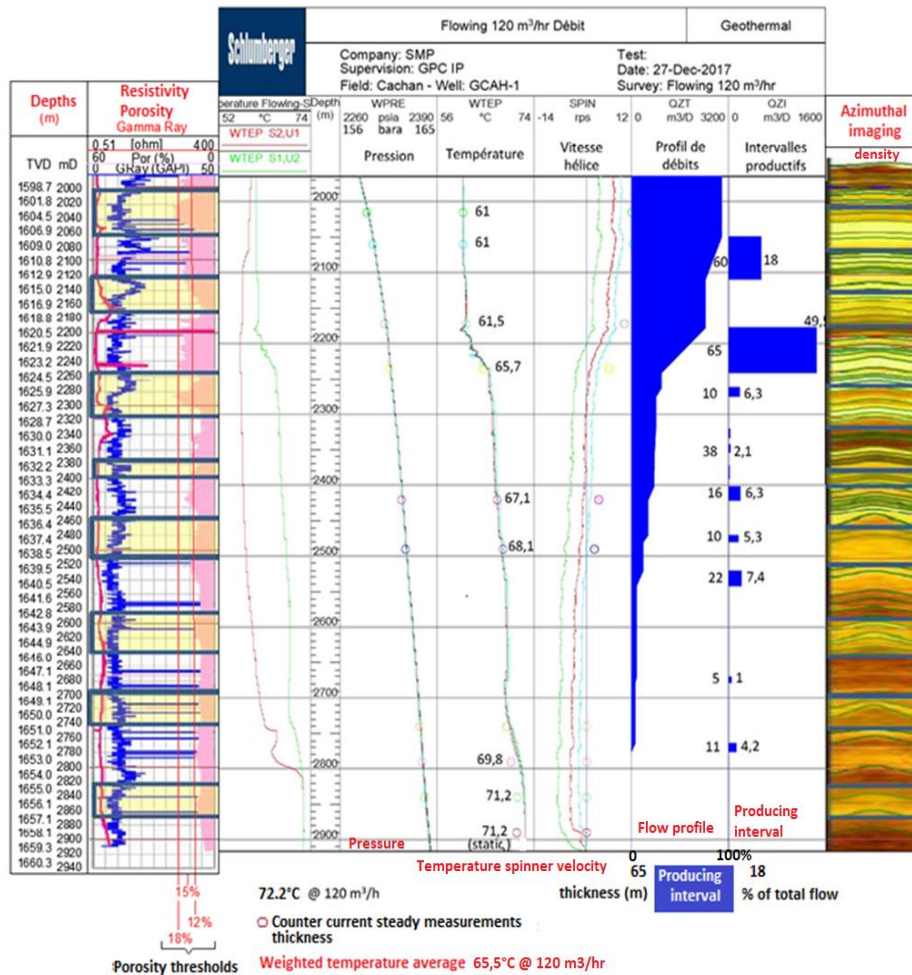 Schlumberger
Flowing 120 m³/hr Débit
Geothermal
Company: SMP
Supervision: GPC IP
Field: Cachan - Well: GCAH-1
Test:
Date: 27-Dec-2017
Survey: Flowing 120 m³/hr
Depths
(m)
TVD mD
Resistivity
Porosity
Gamma Ray
0.51 [ohm] 400
60 Por (%) 0
0 GRay (GAPI) 50
perature Flowing-S
52 °C 74
WTEP S2,U1
WTEP S1,U2
Depth
(m)
WPRE
2260 psia 2390
156 bara 165
Pression
WTEP
56 °C 74
Température
SPIN
-14 rps 12
Vitesse
hélice
QZT
0 m3/D 3200
Profil de
débits
QZI
0 m3/D 1600
Intervalles
productifs
Azimuthal
imaging
density
1598.7 2000
1601.8 2020
1604.5 2040
1606.9 2060
1609.0 2080
1610.8 2100
1612.9 2120
1615.0 2140
1616.9 2160
1618.8 2180
1620.5 2200
1621.9 2220
1623.2 2240
1624.5 2260
1625.9 2280
1627.3 2300
1628.7 2320
1630.0 2340
1631.1 2360
1632.2 2380
1633.3 2400
1634.4 2420
1635.5 2440
1636.4 2460
1637.4 2480
1638.5 2500
1639.5 2520
1640.5 2540
1641.6 2560
1642.8 2580
1643.9 2600
1644.9 2620
1646.0 2640
1647.1 2660
1648.1 2680
1649.1 2700
1650.0 2720
1651.0 2740
1652.1 2760
1653.0 2780
1654.0 2800
1655.0 2820
1656.1 2840
1657.1 2860
1658.1 2880
1659.3 2900
1660.3 2920
2940
2000
2100
2200
2300
2400
2500
2600
2700
2800
2900
61
61
61,5
65,7
67,1
68,1
69,8
71,2
71,2
(static)
60 18
49,5
65
10 6,3
38 2,1
16 6,3
10 5,3
22 7,4
5 1
11 4,2
Pressure
Flow profile
Producing
interval
Temperature spinner velocity
0 100%
72.2°C @ 120 m³/h
65
thickness (m)
Producing
interval
18
% of total flow
Counter current steady measurements
thickness
15%
12%
18%
Porosity thresholds
Weighted temperature average 65,5°C @ 120 m3/hr